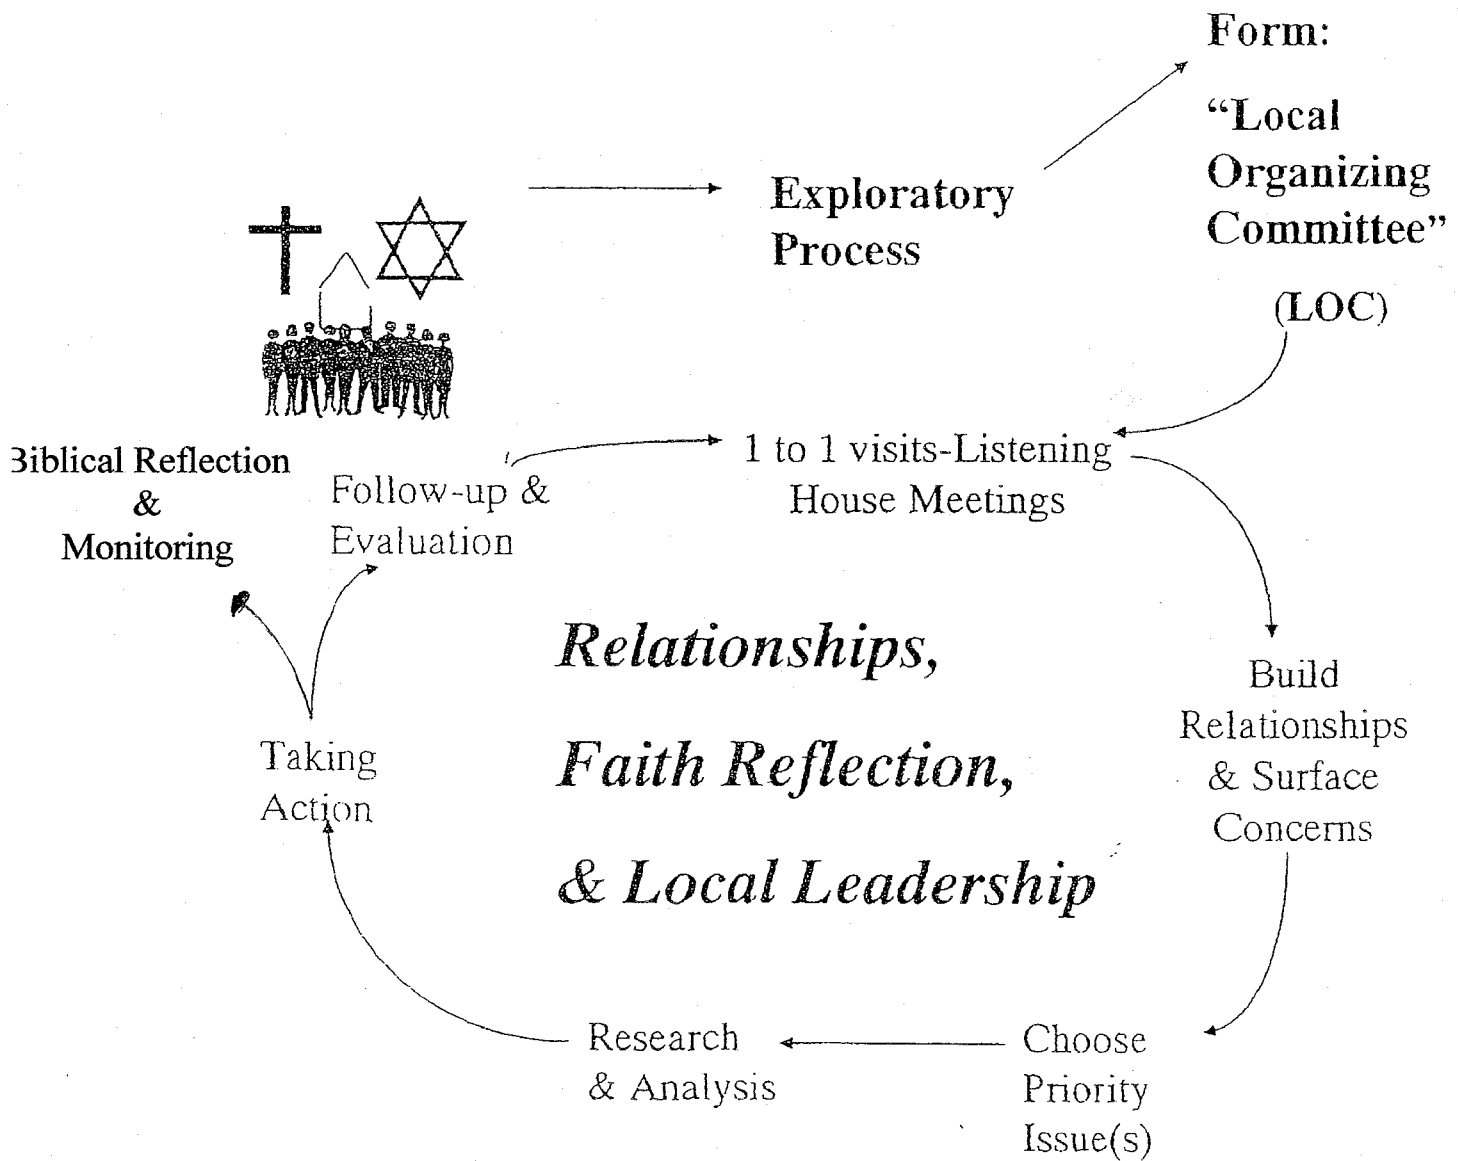 Form:
“Local
Organizing
Committee”
(LOC)
Exploratory
Process
1 to 1 visits-Listening
House Meetings
Build
Relationships
& Surface
Concerns
Choose
Priority
Issue(s)
Research
& Analysis
Taking
Action
Follow-up &
Evaluation
Biblical Reflection
&
Monitoring
Relationships,
Faith Reflection,
& Local Leadership